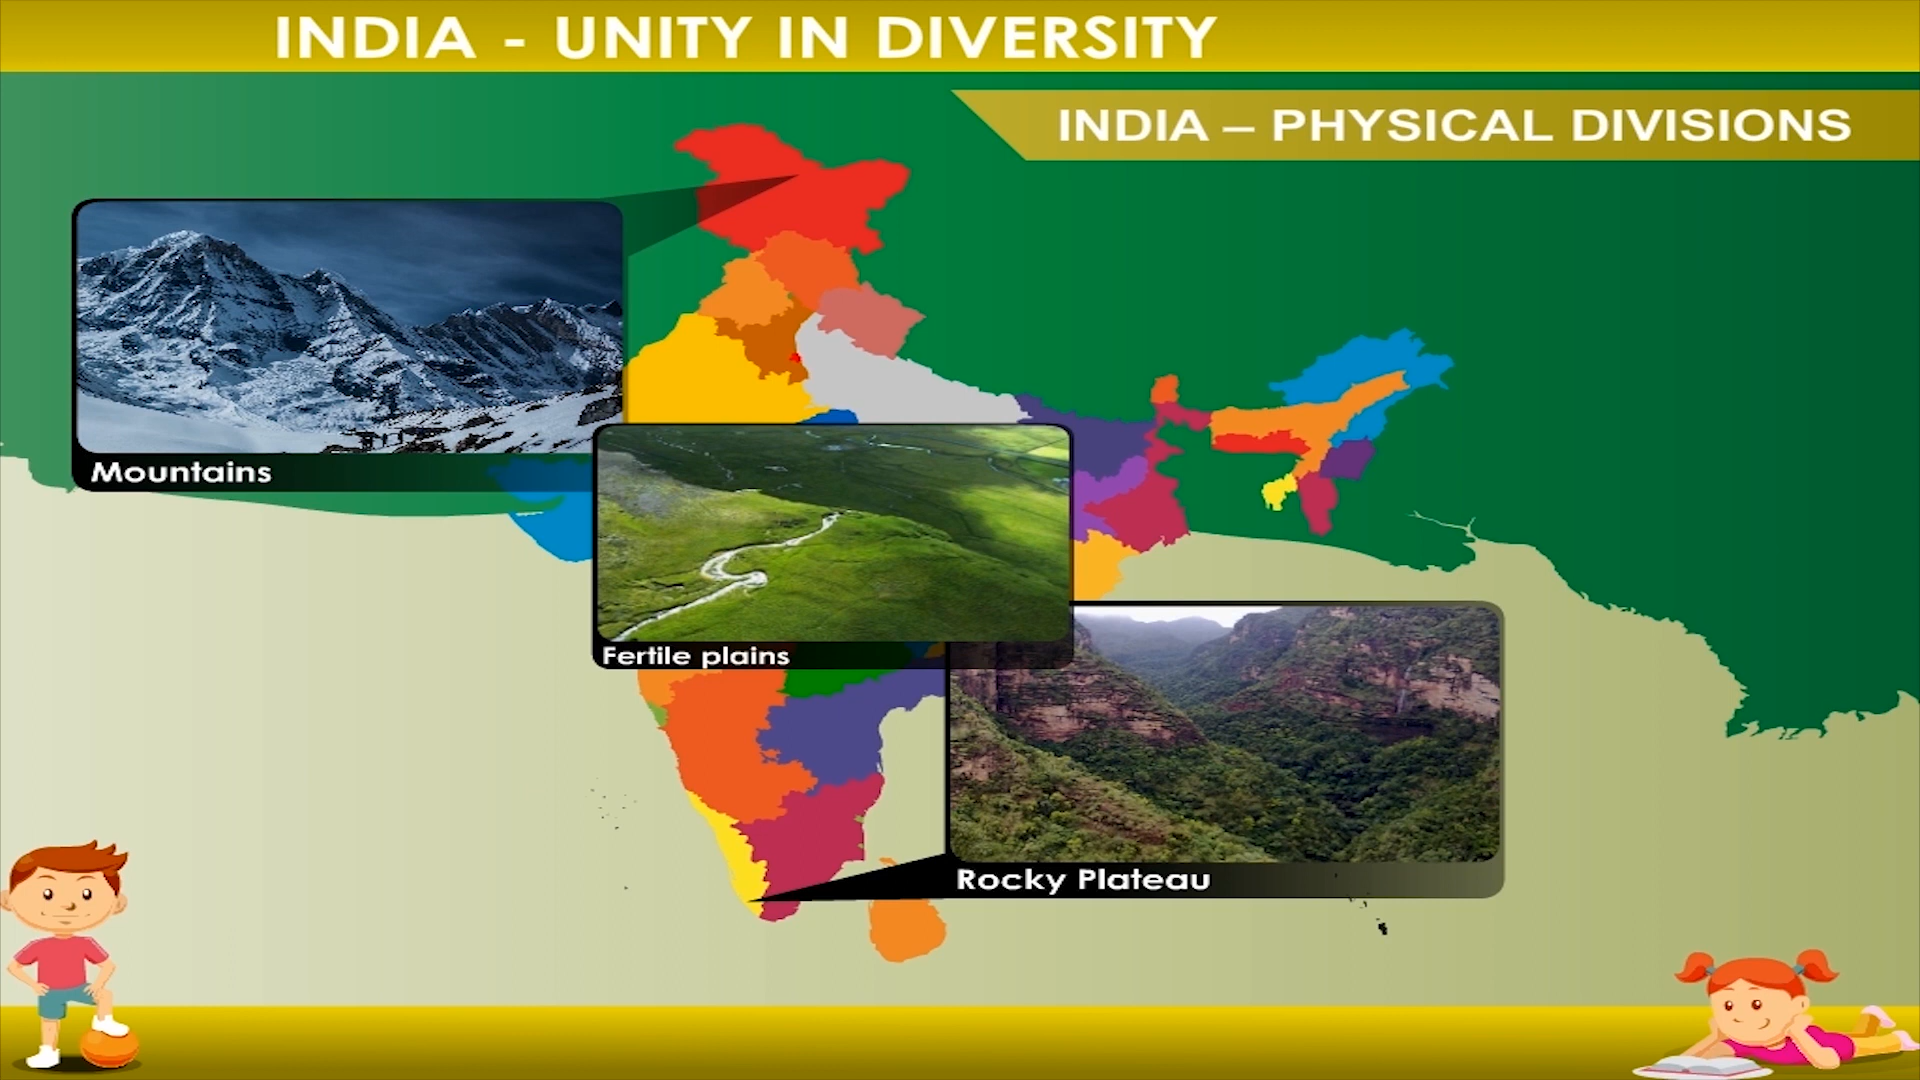 INDIA - UNITY IN DIVERSITY
INDIA – PHYSICAL DIVISIONS
Mountains
Fertile plains
Rocky Plateau